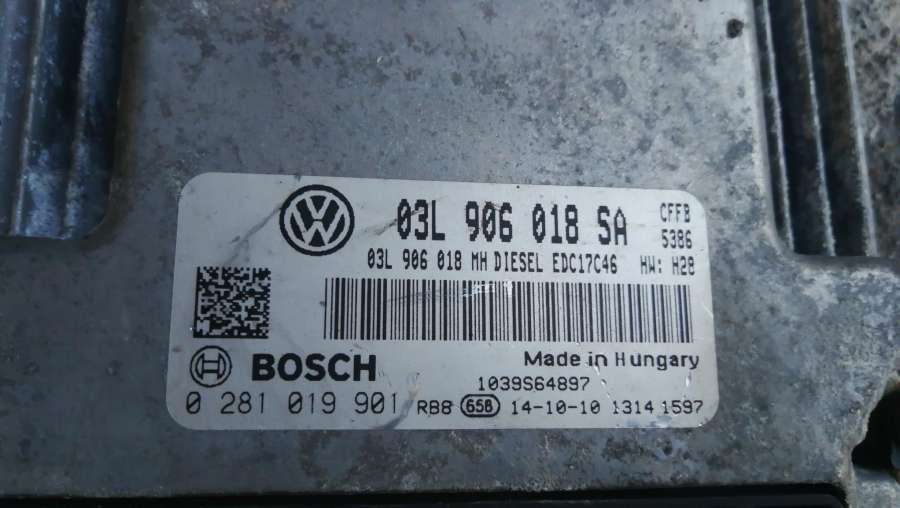 03L 906 018 SA CFFB
5386
03L 906 018 MH DIESEL EDC17C46 HW: H28
BOSCH Made in Hungary
1039S64897
0 281 019 901 RB8 658 14-10-10 1314 1597